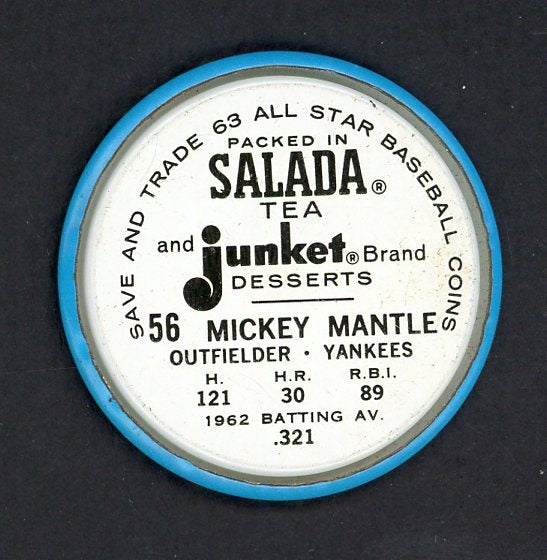 SAVE AND TRADE 63 ALL STAR BASEBALL COINS
PACKED IN
SALADA®
TEA
and junket® Brand
DESSERTS
56 MICKEY MANTLE
OUTFIELDER · YANKEES
H. H.R. R.B.I.
121 30 89
1962 BATTING AV.
.321